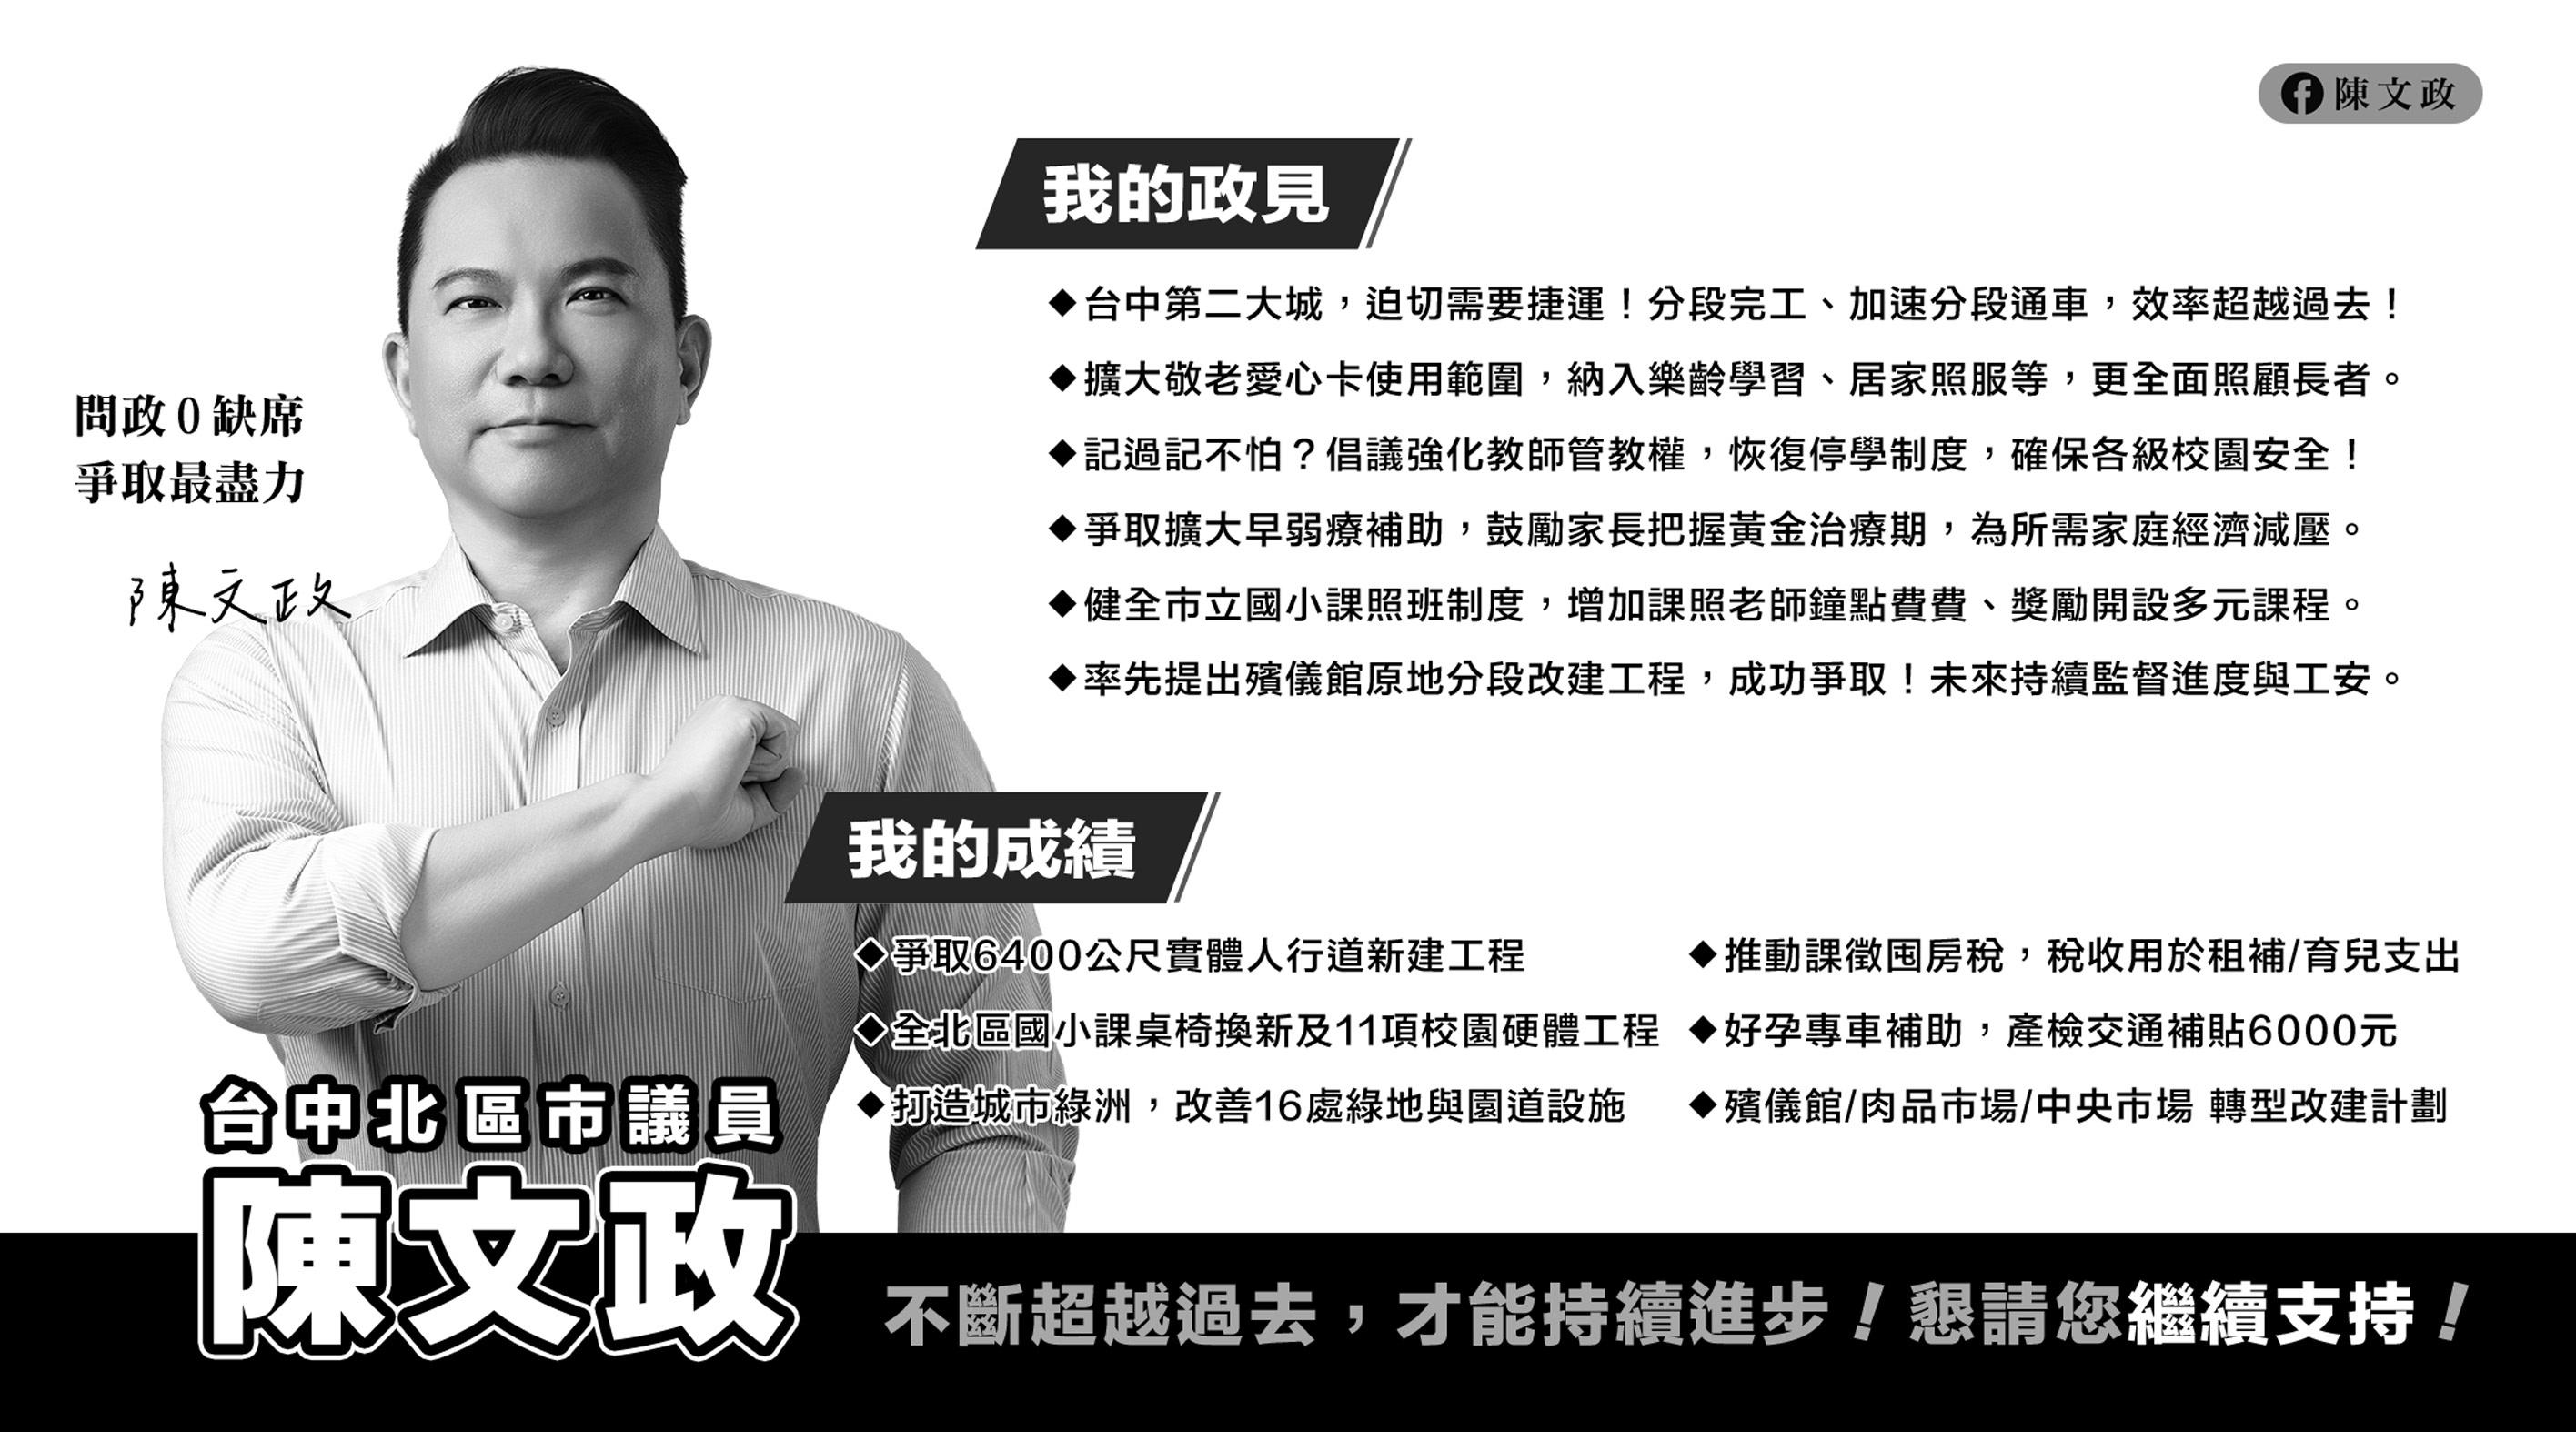 陳文政
我的政見
◆台中第二大城，迫切需要捷運！分段完工、加速分段通車，效率超越過去！
◆擴大敬老愛心卡使用範圍，納入樂齡學習、居家照服等，更全面照顧長者。
◆記過記不怕？倡議強化教師管教權，恢復停學制度，確保各級校園安全！
◆爭取擴大早弱療補助，鼓勵家長把握黃金治療期，為所需家庭經濟減壓。
◆健全市立國小課照班制度，增加課照老師鐘點費費、獎勵開設多元課程。
◆率先提出殯儀館原地分段改建工程，成功爭取！未來持續監督進度與工安。
問政0缺席
爭取最盡力
陳文政
我的成績
◆爭取6400公尺實體人行道新建工程
◆全北區國小課桌椅換新及11項校園硬體工程
◆打造城市綠洲，改善16處綠地與園道設施
◆推動課徵囤房稅，稅收用於租補/育兒支出
◆好孕專車補助，產檢交通補貼6000元
◆殯儀館/肉品市場/中央市場 轉型改建計劃
台中北區市議員
陳文政
不斷超越過去，才能持續進步！懇請您繼續支持！